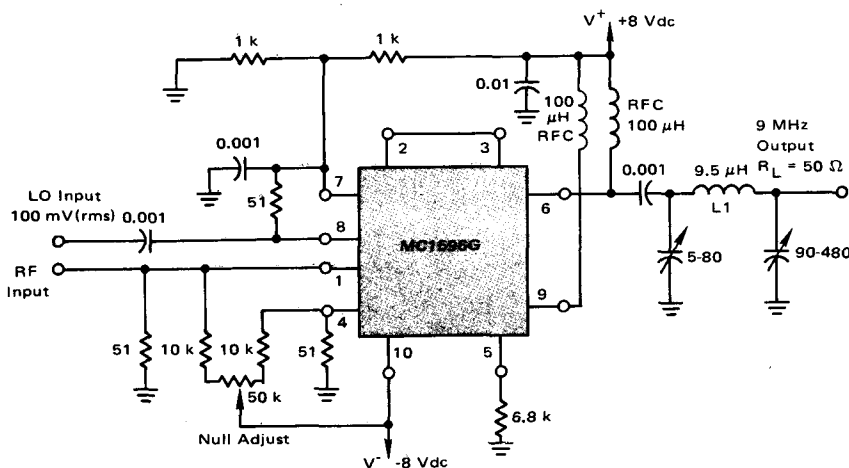 V+ +8 Vdc
1 k
1 k
0.01
100 µH RFC
RFC 100 µH
9 MHz Output RL = 50 Ω
0.001
2
3
0.001
9.5 µH
L1
LO Input 100 mV(rms)
0.001
51
7
6
8
MC1596G
5-80
90-480
RF Input
1
9
4
10
5
51
10 k
10 k
51
50 k
6.8 k
Null Adjust
V- -8 Vdc